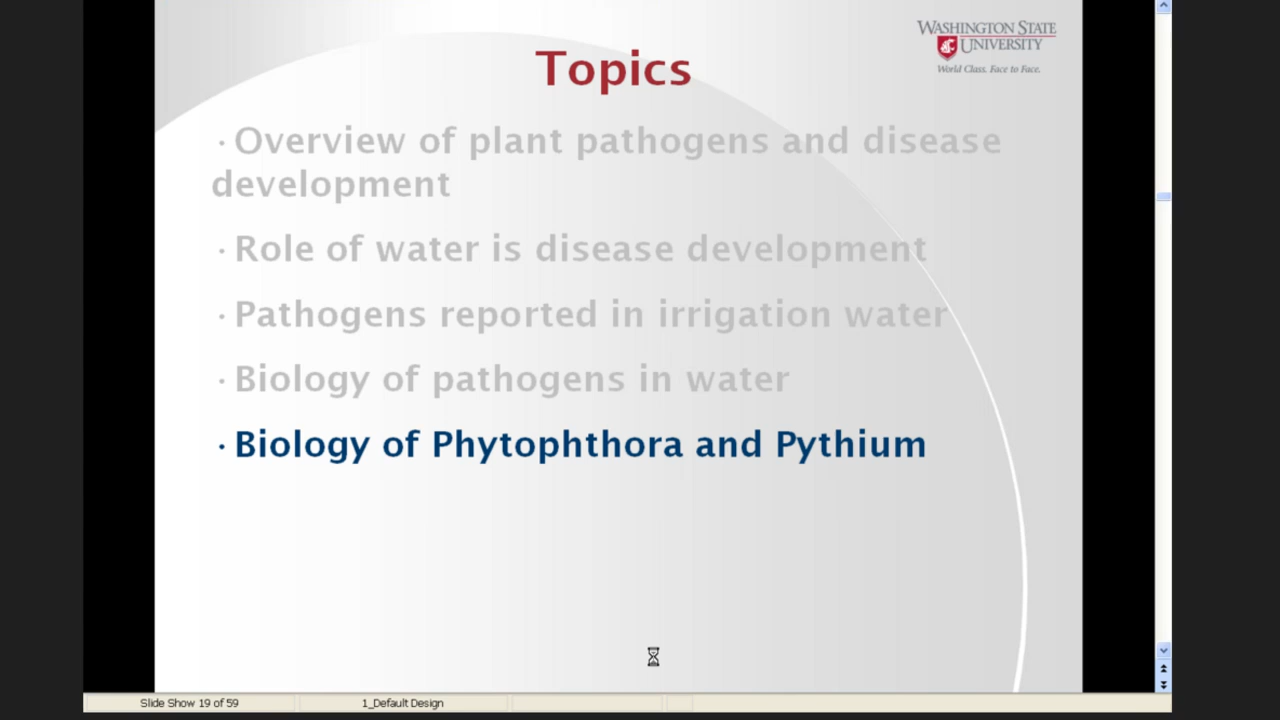 WASHINGTON STATE
UNIVERSITY
World Class. Face to Face.
Topics
· Overview of plant pathogens and disease
development
· Role of water is disease development
· Pathogens reported in irrigation water
· Biology of pathogens in water
· Biology of Phytophthora and Pythium
Slide Show 19 of 59 1_Default Design